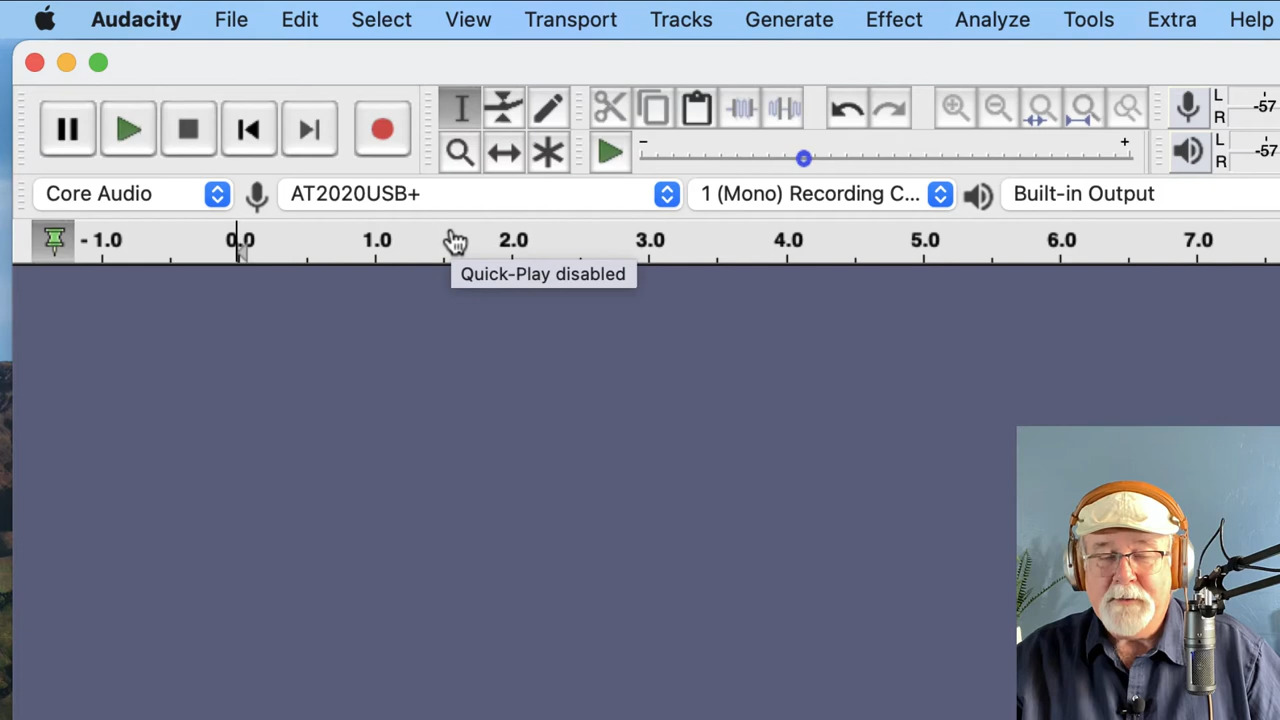 Audacity File Edit Select View Transport Tracks Generate Effect Analyze Tools Extra Help
L -57
R
- +
L -57
R
Core Audio AT2020USB+ 1 (Mono) Recording C... Built-in Output
- 1.0 0.0 1.0 2.0 3.0 4.0 5.0 6.0 7.0
Quick-Play disabled